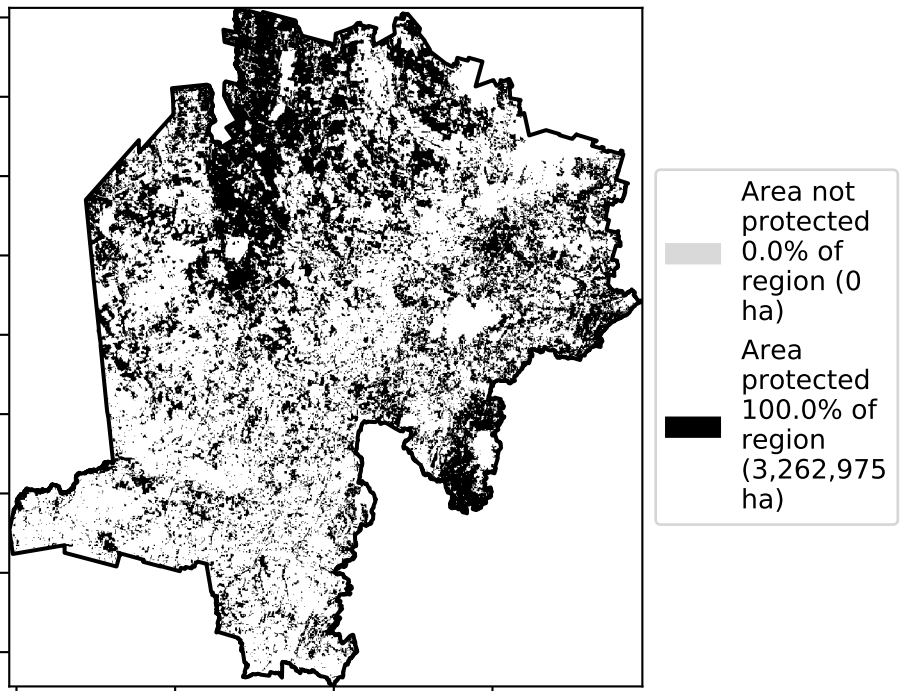 Area not
protected
0.0% of
region (0
ha)
Area
protected
100.0% of
region
(3,262,975
ha)